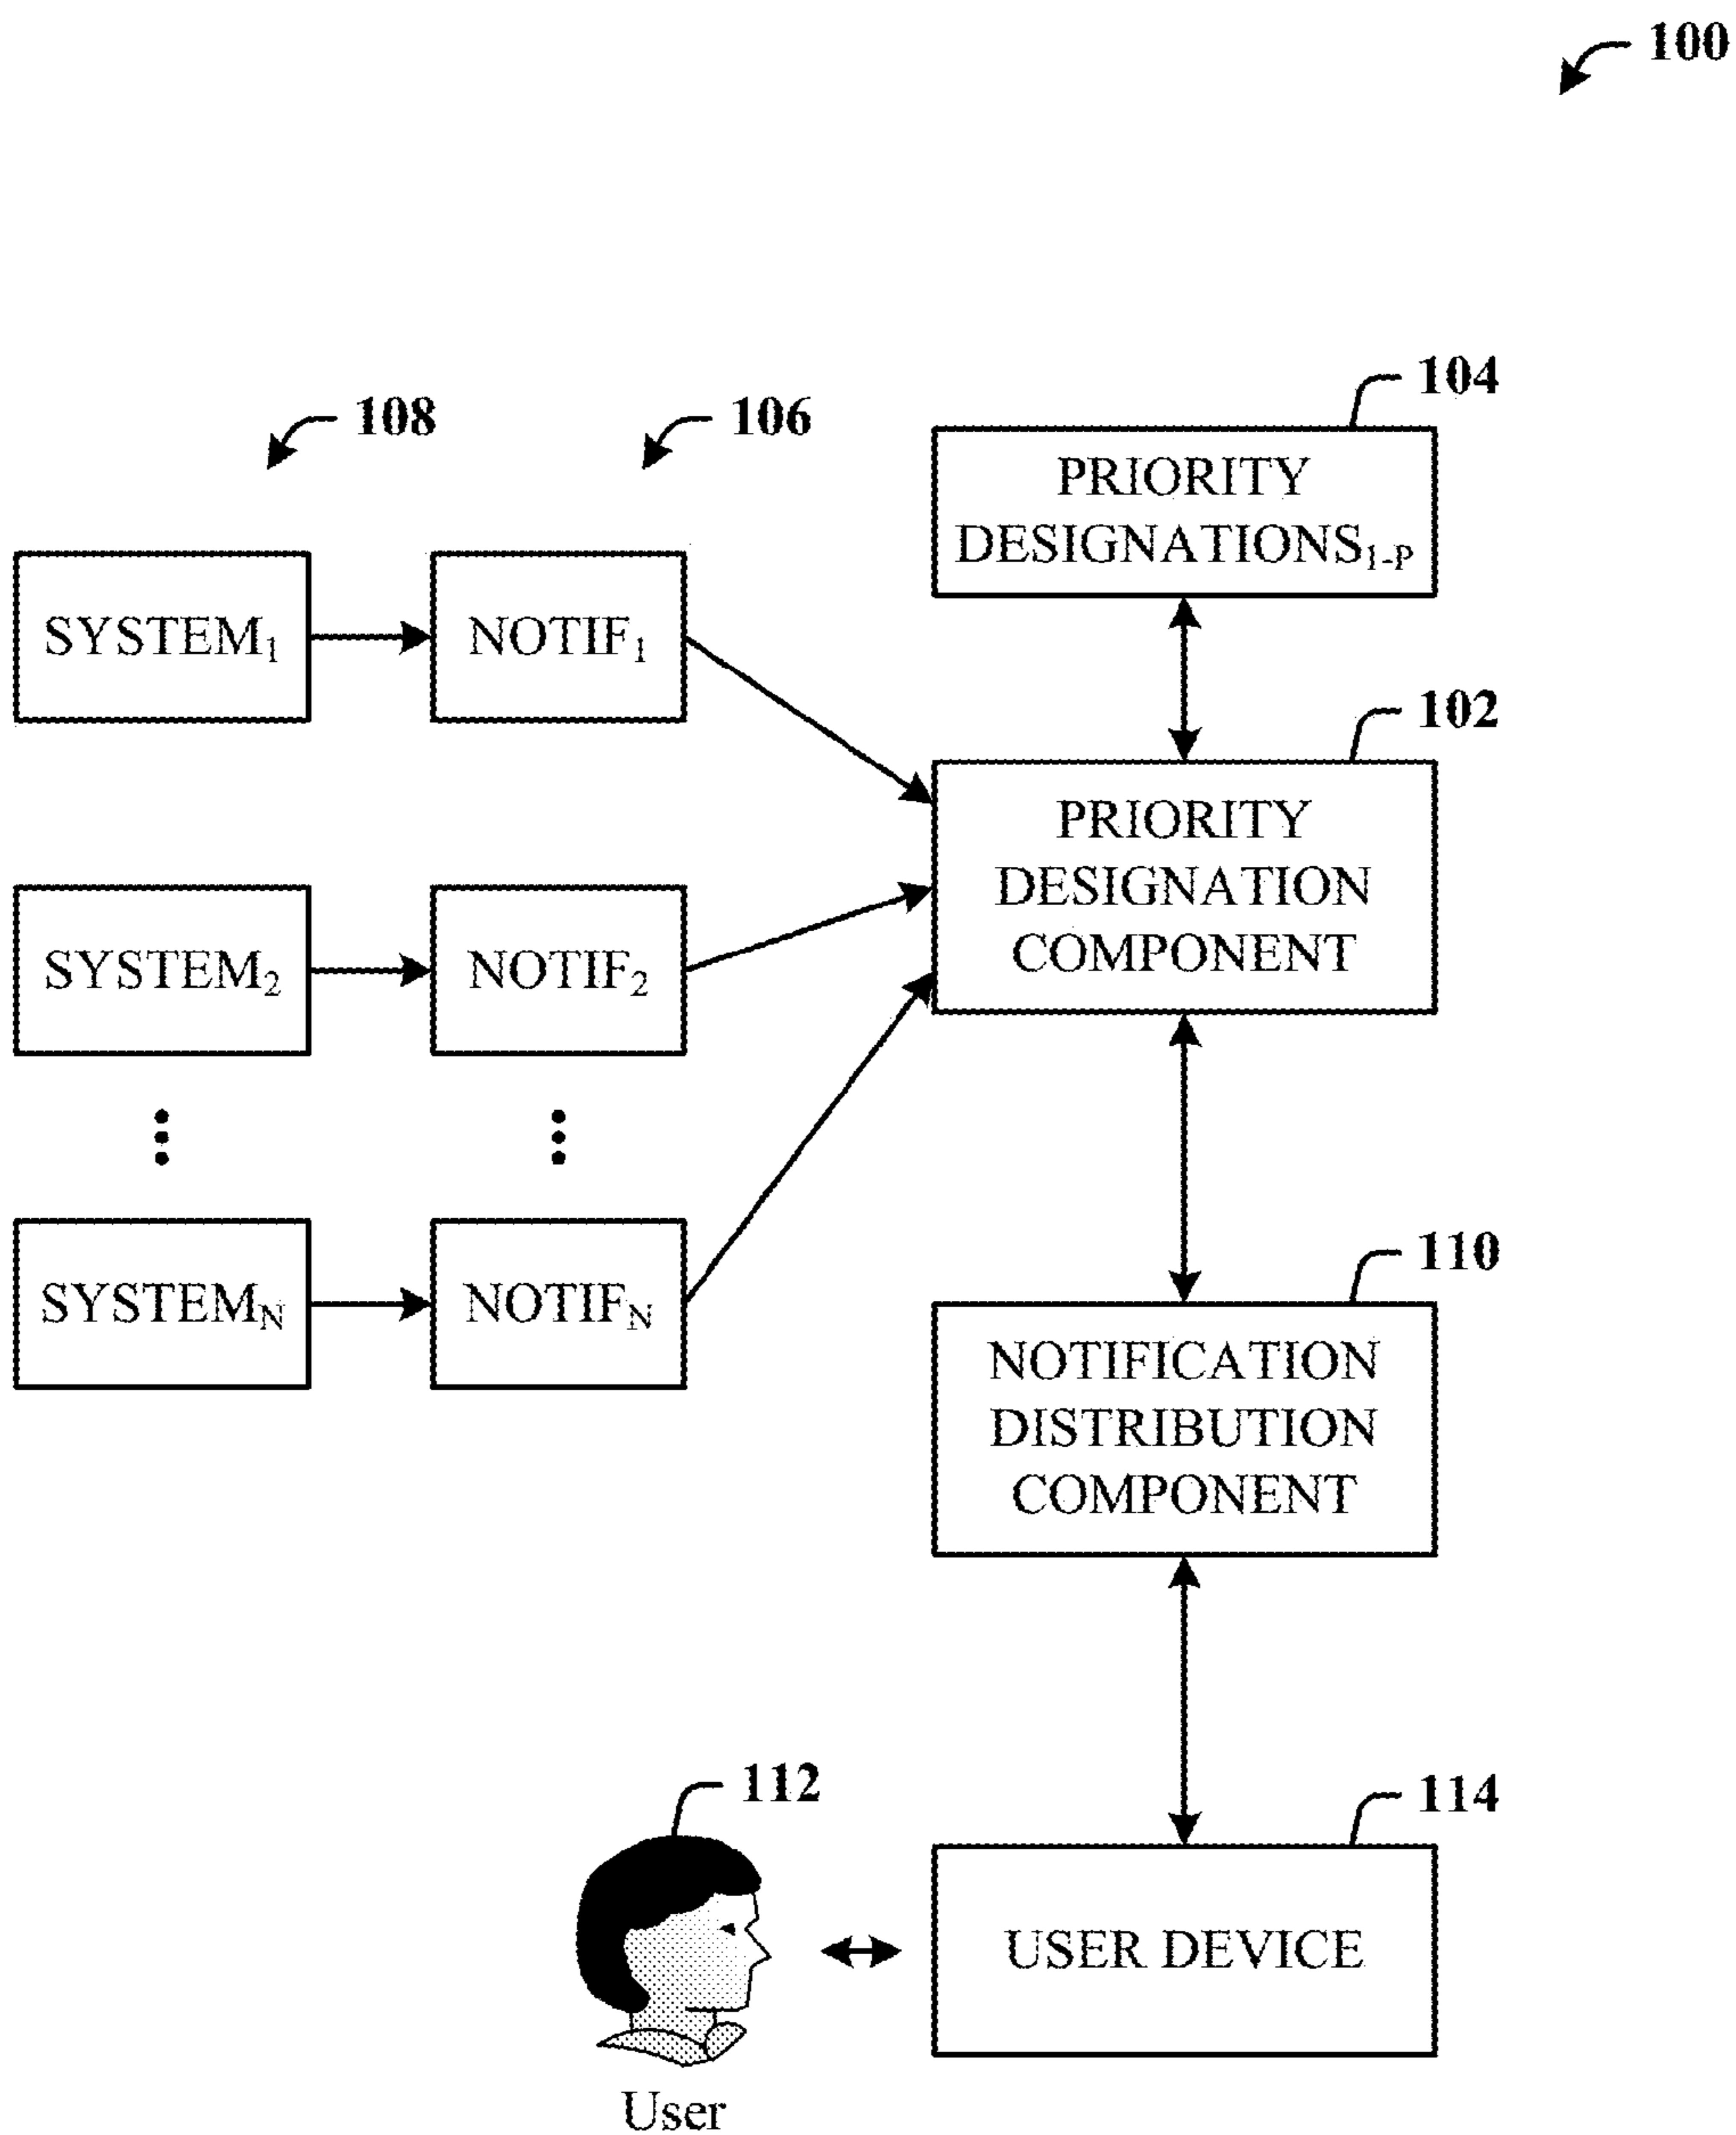 100
104
108
106
PRIORITY
DESIGNATIONS1-P
SYSTEM1
NOTIF1
102
PRIORITY
DESIGNATION
COMPONENT
SYSTEM2
NOTIF2
110
SYSTEMN
NOTIFN
NOTIFICATION
DISTRIBUTION
COMPONENT
112
114
USER DEVICE
User